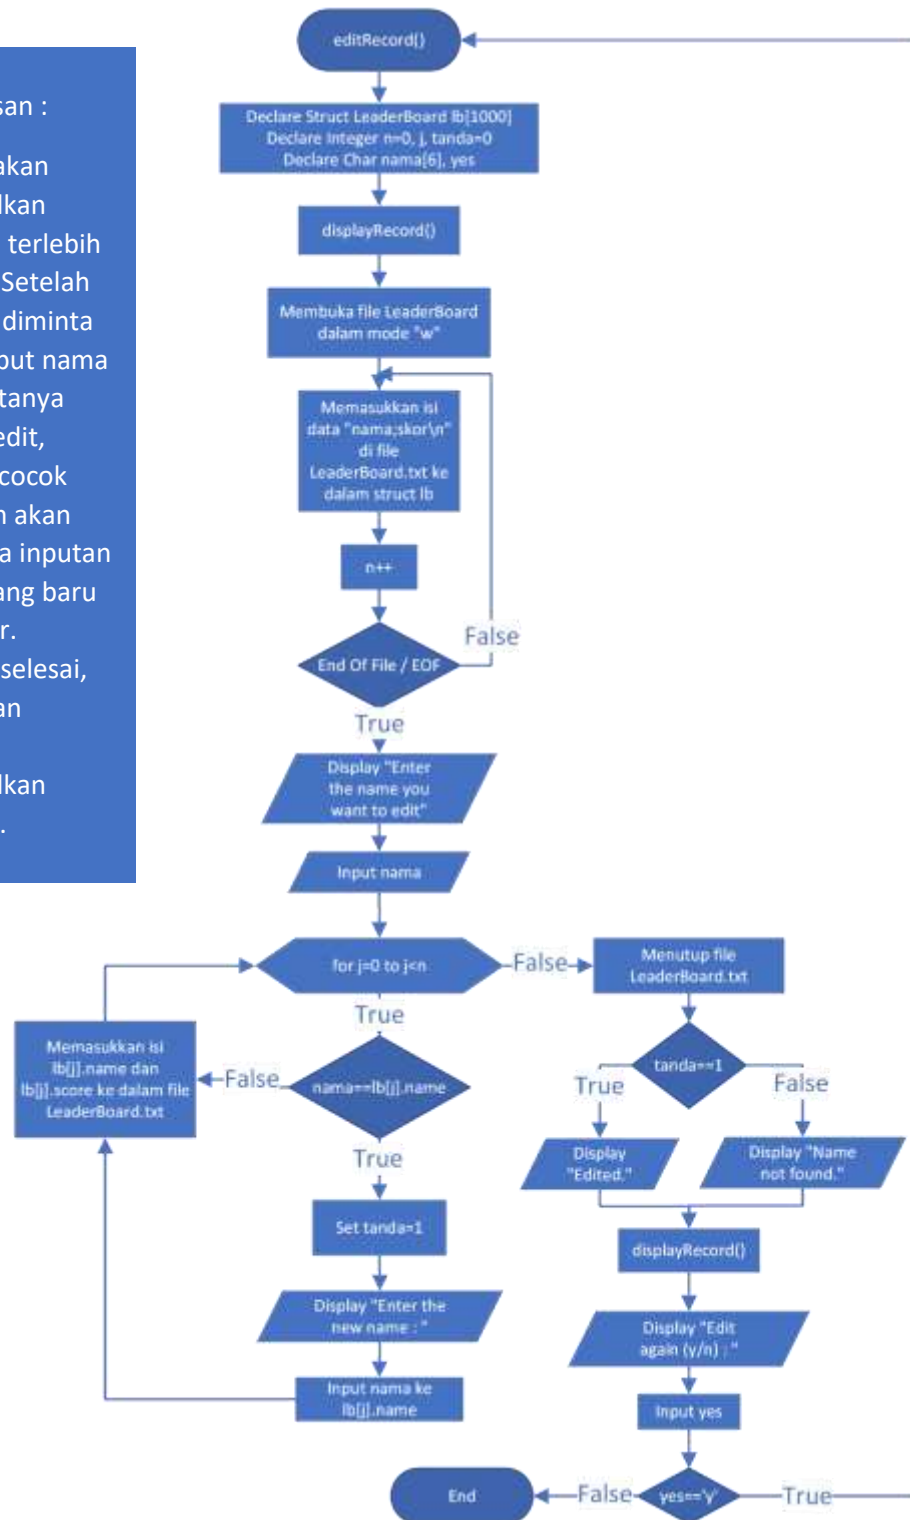 san :
akan
lkan
terlebih
Setelah
diminta
put nama
tanya
edit,
cocok
n akan
a inputan
ang baru
r.
selesai,
an
lkan
.
editRecord()
Declare Struct LeaderBoard lb[1000]
Declare Integer n=0, j, tanda=0
Declare Char nama[6], yes
displayRecord()
Membuka file LeaderBoard
dalam mode "w"
Memasukkan isi
data "nama;skor\n"
di file
LeaderBoard.txt ke
dalam struct lb
n++
End Of File / EOF
False
True
Display "Enter
the name you
want to edit"
Input nama
for j=0 to j<n
False
True
Menutup file
LeaderBoard.txt
Memasukkan isi
lb[j].name dan
lb[j].score ke dalam file
LeaderBoard.txt
False
nama==lb[j].name
True
tanda==1
True
False
Display
"Edited."
Display "Name
not found."
Set tanda=1
displayRecord()
Display "Enter the
new name : "
Display "Edit
again (y/n) : "
Input nama ke
lb[j].name
Input yes
yes=='y'
False
True
End